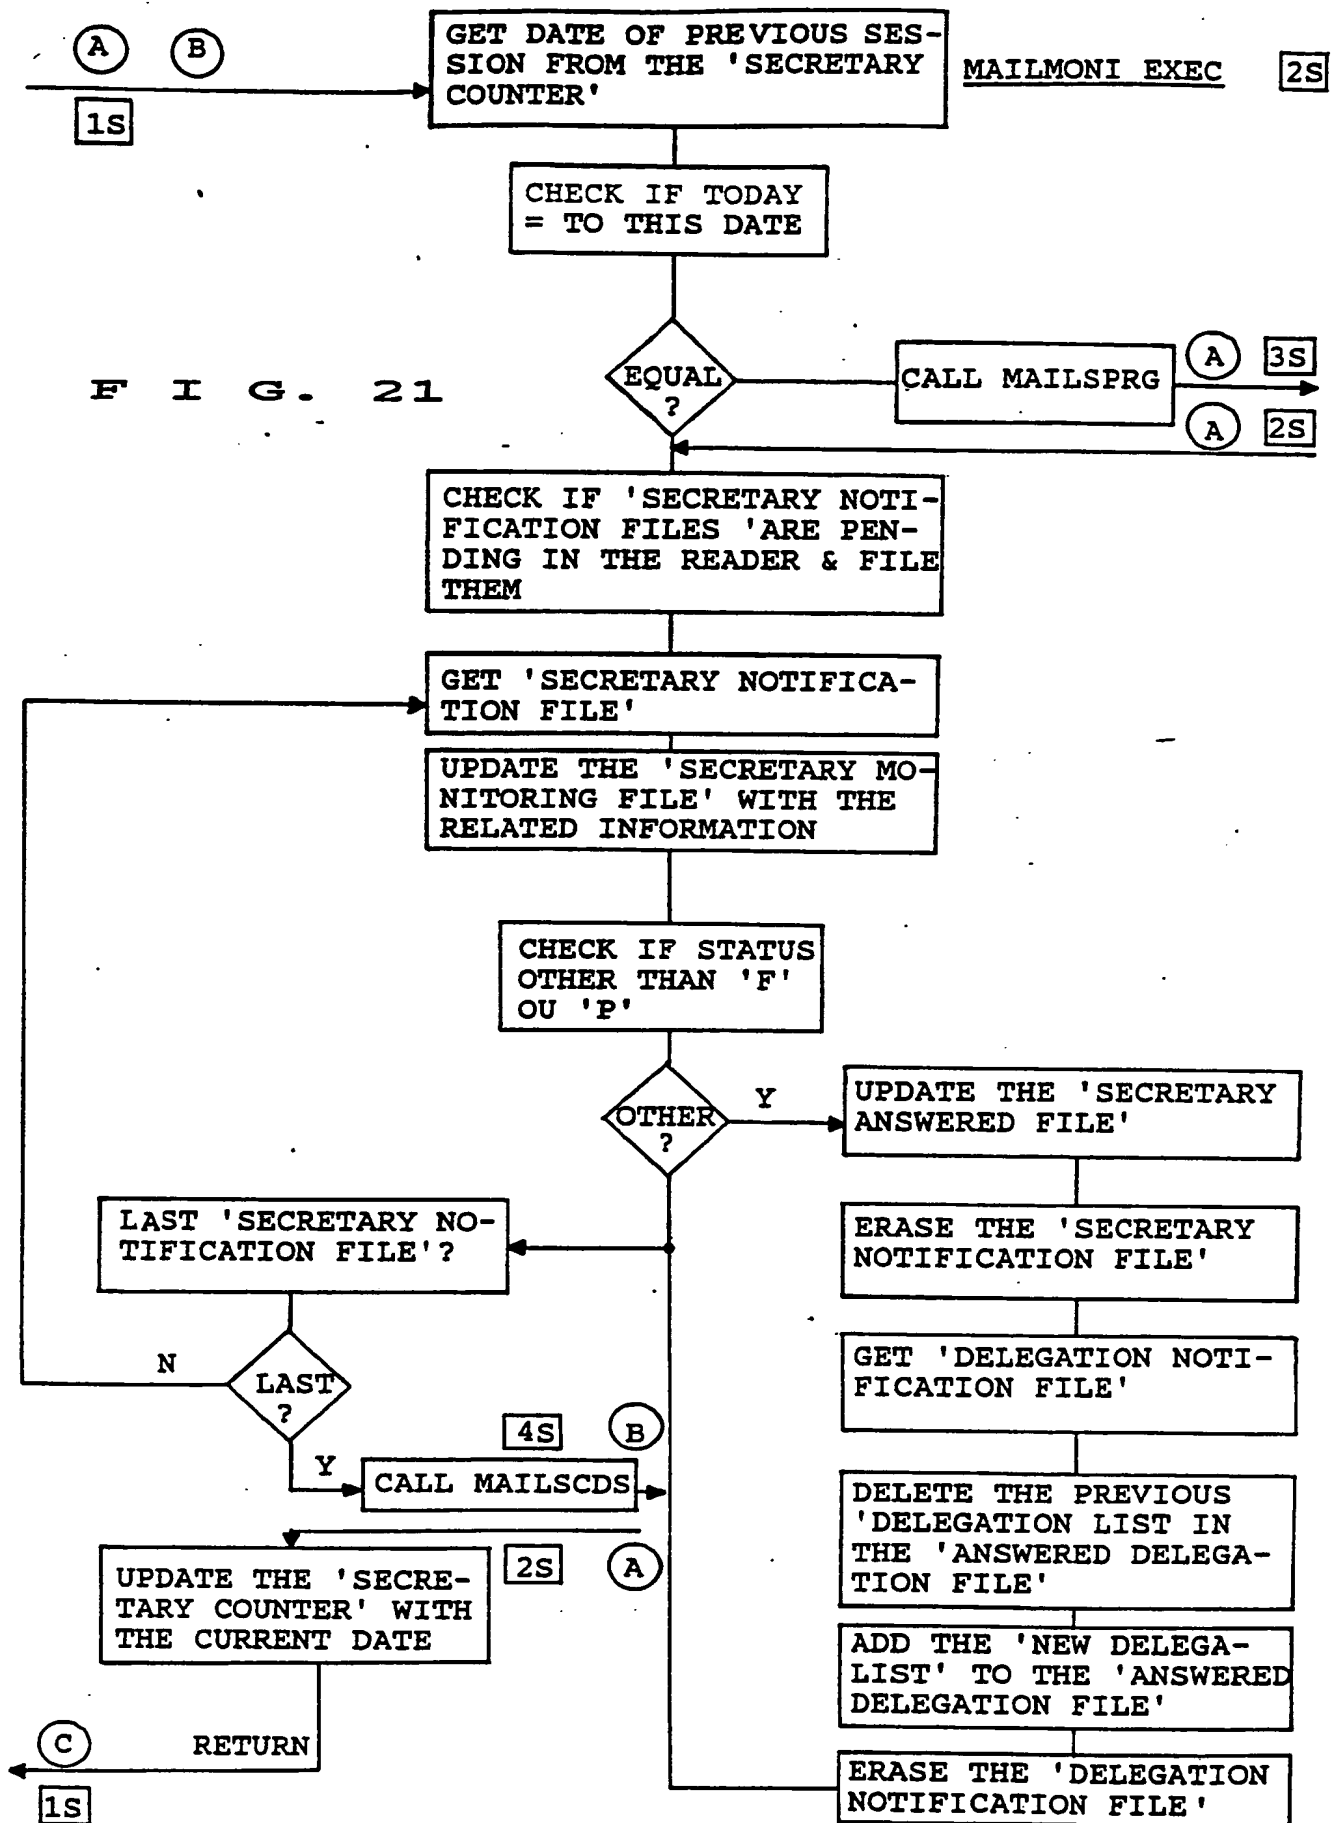 A B
1S
GET DATE OF PREVIOUS SES-
SION FROM THE 'SECRETARY
COUNTER'
MAILMONI EXEC 2S
CHECK IF TODAY
= TO THIS DATE
EQUAL
?
CALL MAILSPRG
A 3S
A 2S
F I G. 21
CHECK IF 'SECRETARY NOTI-
FICATION FILES 'ARE PEN-
DING IN THE READER & FILE
THEM
GET 'SECRETARY NOTIFICA-
TION FILE'
UPDATE THE 'SECRETARY MO-
NITORING FILE' WITH THE
RELATED INFORMATION
CHECK IF STATUS
OTHER THAN 'F'
OU 'P'
OTHER
?
Y
UPDATE THE 'SECRETARY
ANSWERED FILE'
ERASE THE 'SECRETARY
NOTIFICATION FILE'
GET 'DELEGATION NOTI-
FICATION FILE'
DELETE THE PREVIOUS
'DELEGATION LIST IN
THE 'ANSWERED DELEGA-
TION FILE'
ADD THE 'NEW DELEGA-
LIST' TO THE 'ANSWERED
DELEGATION FILE'
ERASE THE 'DELEGATION
NOTIFICATION FILE'
LAST 'SECRETARY NO-
TIFICATION FILE'?
N
LAST
?
Y
4S B
CALL MAILSCDS
2S A
UPDATE THE 'SECRE-
TARY COUNTER' WITH
THE CURRENT DATE
C RETURN
1S